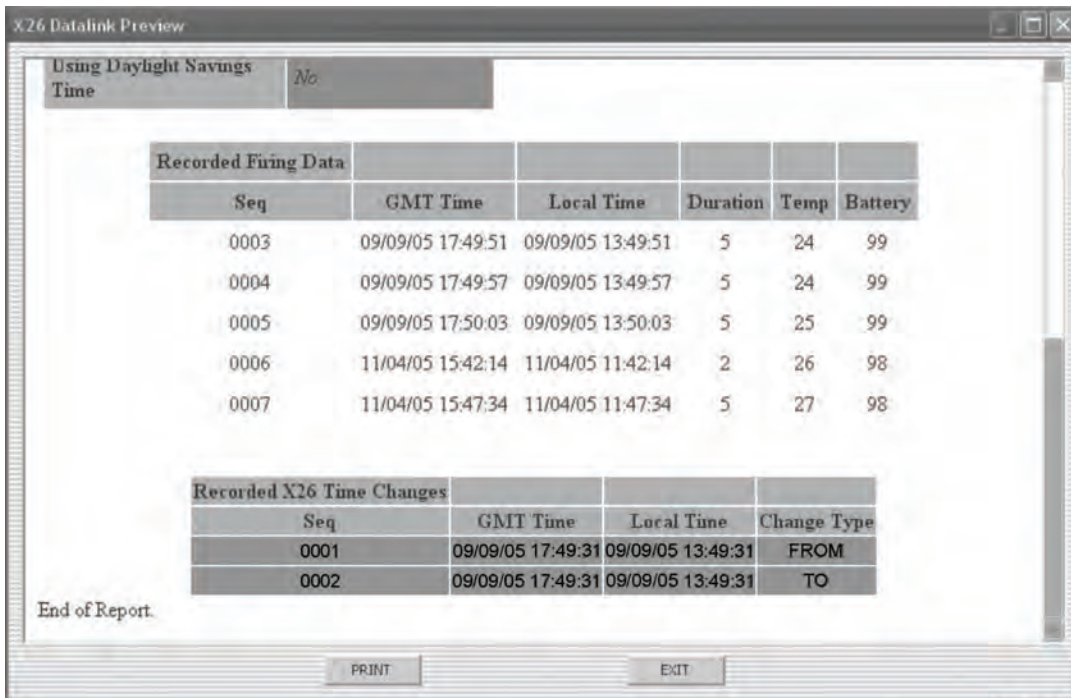 X26 Datalink Preview
Using Daylight Savings Time No
Recorded Firing Data
Seq GMT Time Local Time Duration Temp Battery
0003 09/09/05 17:49:51 09/09/05 13:49:51 5 24 99
0004 09/09/05 17:49:57 09/09/05 13:49:57 5 24 99
0005 09/09/05 17:50:03 09/09/05 13:50:03 5 25 99
0006 11/04/05 15:42:14 11/04/05 11:42:14 2 26 98
0007 11/04/05 15:47:34 11/04/05 11:47:34 5 27 98
Recorded X26 Time Changes
Seq GMT Time Local Time Change Type
0001 09/09/05 17:49:31 09/09/05 13:49:31 FROM
0002 09/09/05 17:49:31 09/09/05 13:49:31 TO
End of Report.
PRINT EXIT